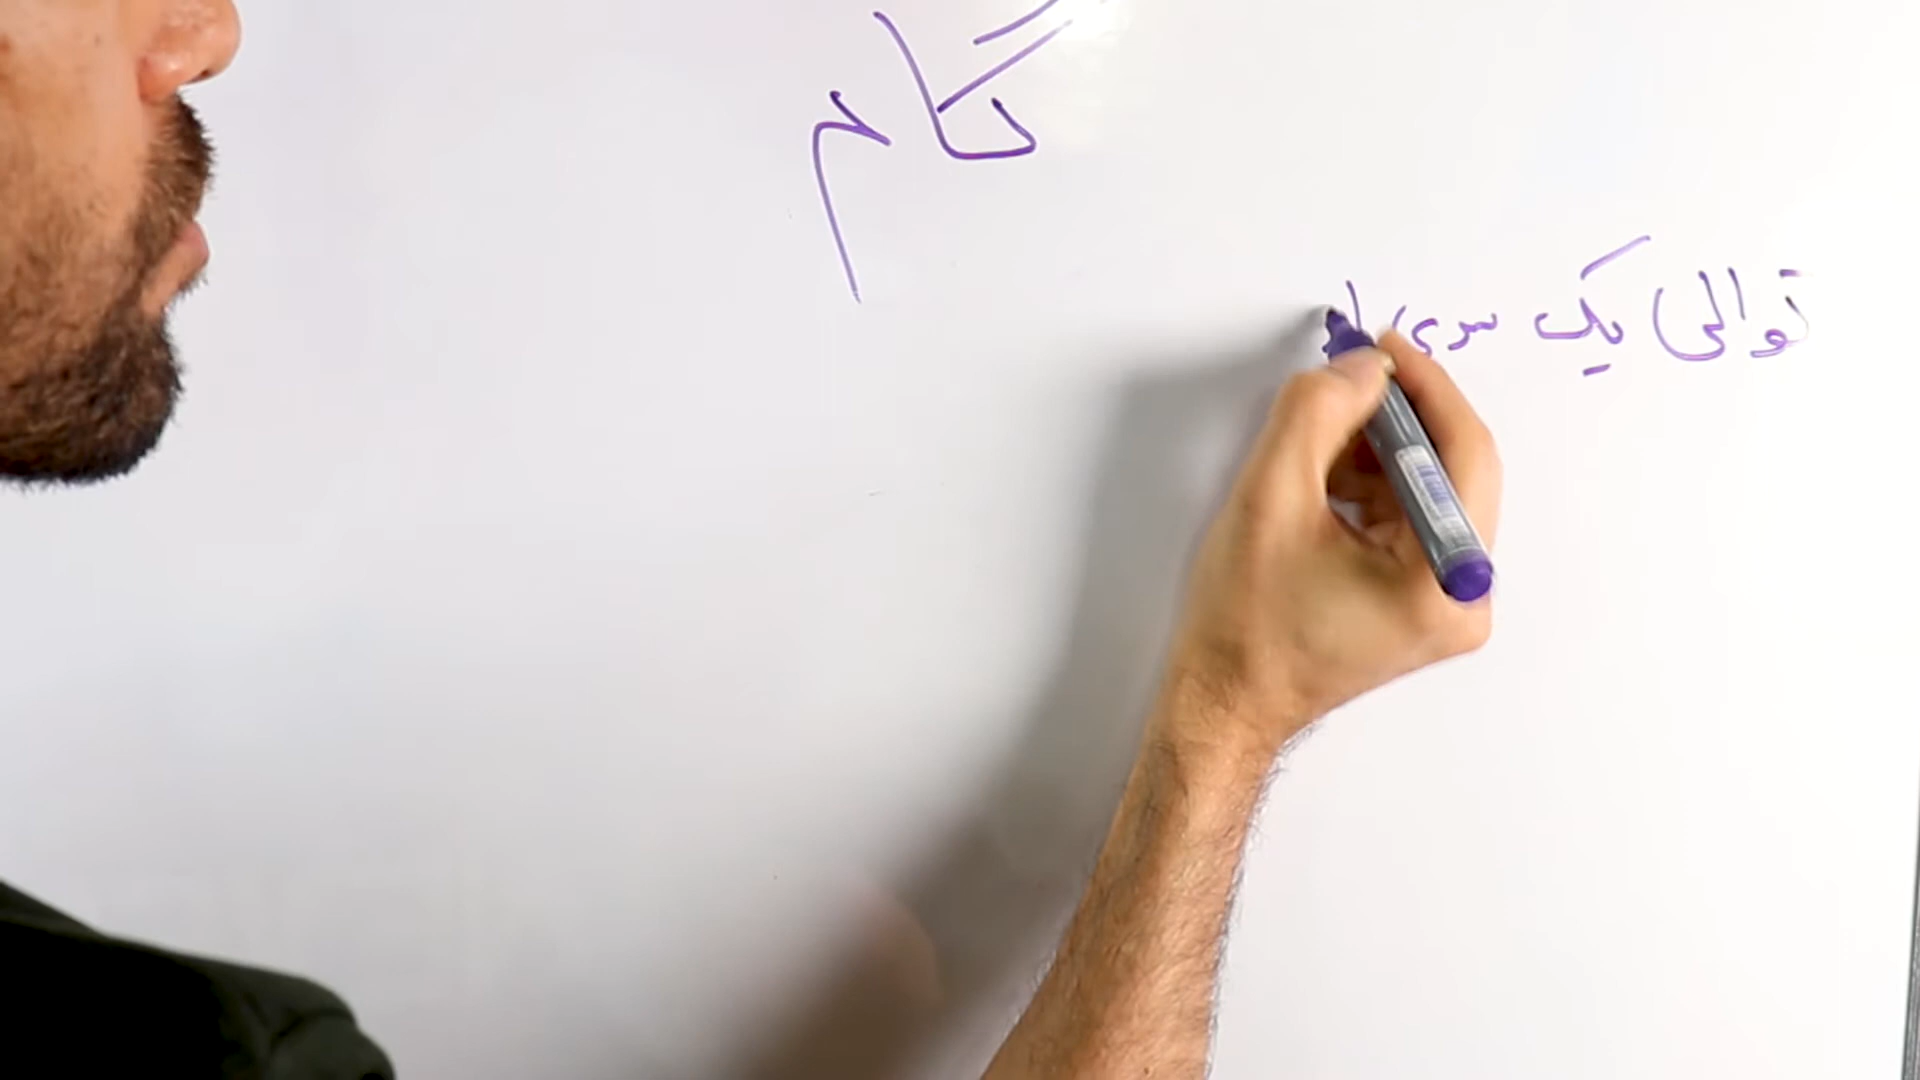 گام
توالی یک سری